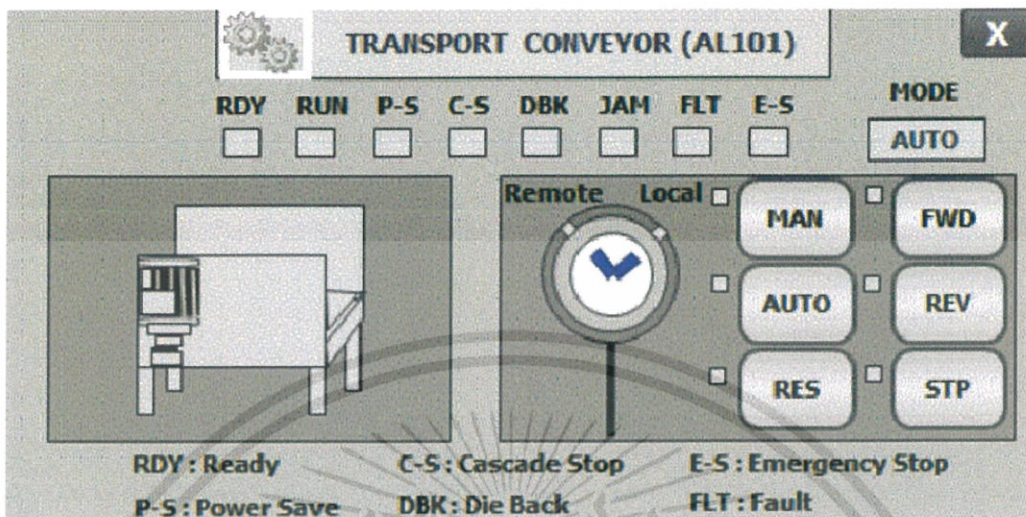 TRANSPORT CONVEYOR (AL101)
X
RDY RUN P-S C-S DBK JAM FLT E-S
MODE
AUTO
Remote Local
MAN FWD
AUTO REV
RES STP
RDY : Ready C-S : Cascade Stop E-S : Emergency Stop
P-S : Power Save DBK : Die Back FLT : Fault